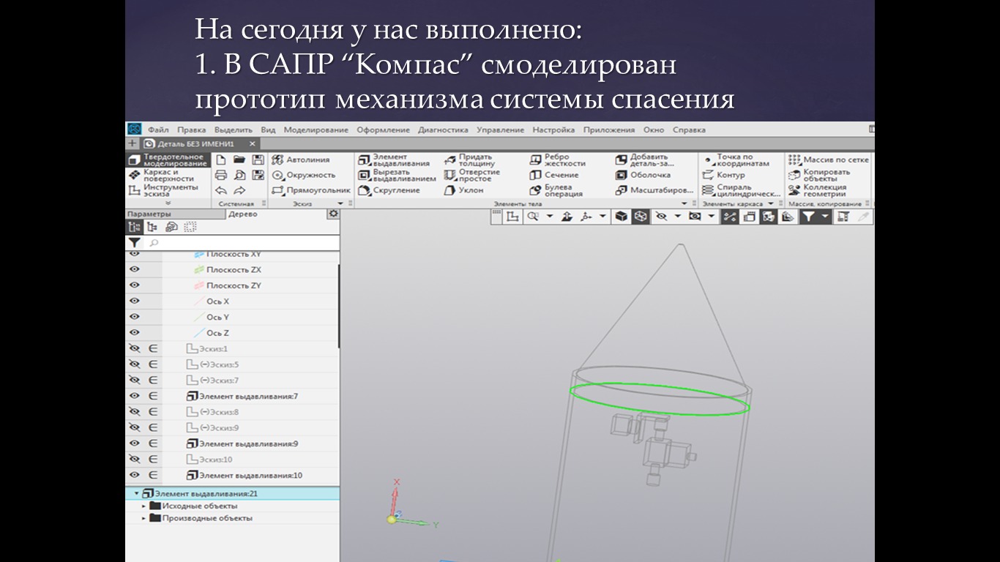 На сегодня у нас выполнено:
1. В САПР “Компас” смоделирован
прототип механизма системы спасения
Файл Правка Выделить Вид Моделирование Оформление Диагностика Управление Настройка Приложения Окно Справка
Деталь БЕЗ ИМЕНИ1
Твердотельное
моделирование
Каркас и
поверхности
Инструменты
эскиза
Системная
Автолиния
Окружность
Прямоугольник
Эскиз
Элемент
выдавливания
Вырезать
выдавливанием
Скругление
Придать
толщину
Отверстие
простое
Уклон
Ребро
жесткости
Сечение
Булева
операция
Добавить
деталь-за...
Оболочка
Масштабиров...
Элементы тела
Точка по
координатам
Контур
Спираль
цилиндрическ...
Элементы каркаса
Массив по сетке
Копировать
объекты
Коллекция
геометрии
Массив, копирование
Параметры
Дерево
Плоскость XY
Плоскость ZX
Плоскость ZY
Ось X
Ось Y
Ось Z
Эскиз:1
(−)Эскиз:5
(−)Эскиз:7
Элемент выдавливания:7
(−)Эскиз:8
(−)Эскиз:9
Элемент выдавливания:9
Эскиз:10
Элемент выдавливания:10
Элемент выдавливания:21
Исходные объекты
Производные объекты
X
Y